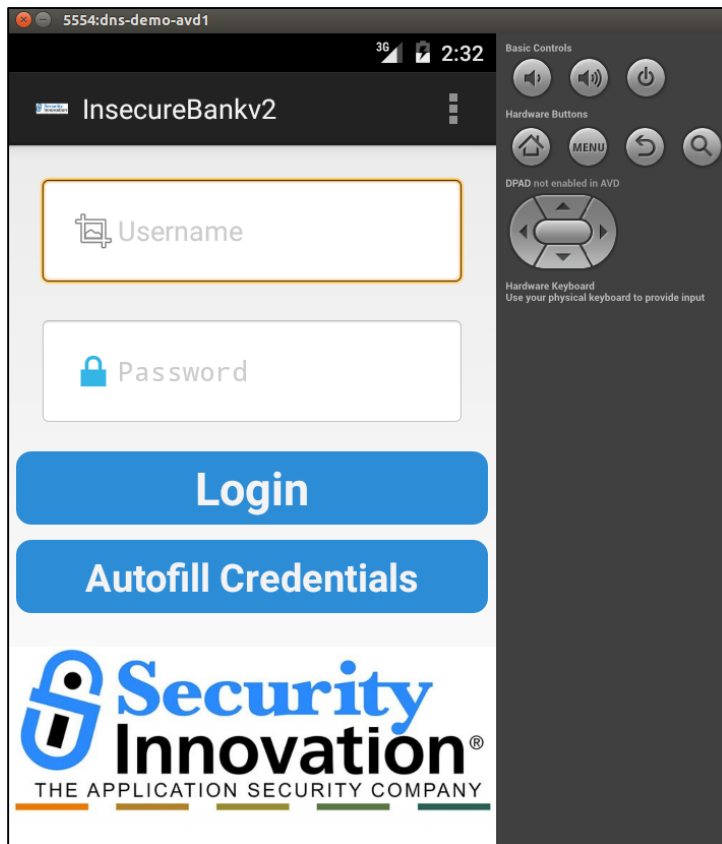 5554:dns-demo-avd1
3G 2:32
InsecureBankv2
Username
Password
Login
Autofill Credentials
Security
Innovation®
THE APPLICATION SECURITY COMPANY
Basic Controls
Hardware Buttons
MENU
DPAD not enabled in AVD
Hardware Keyboard
Use your physical keyboard to provide input